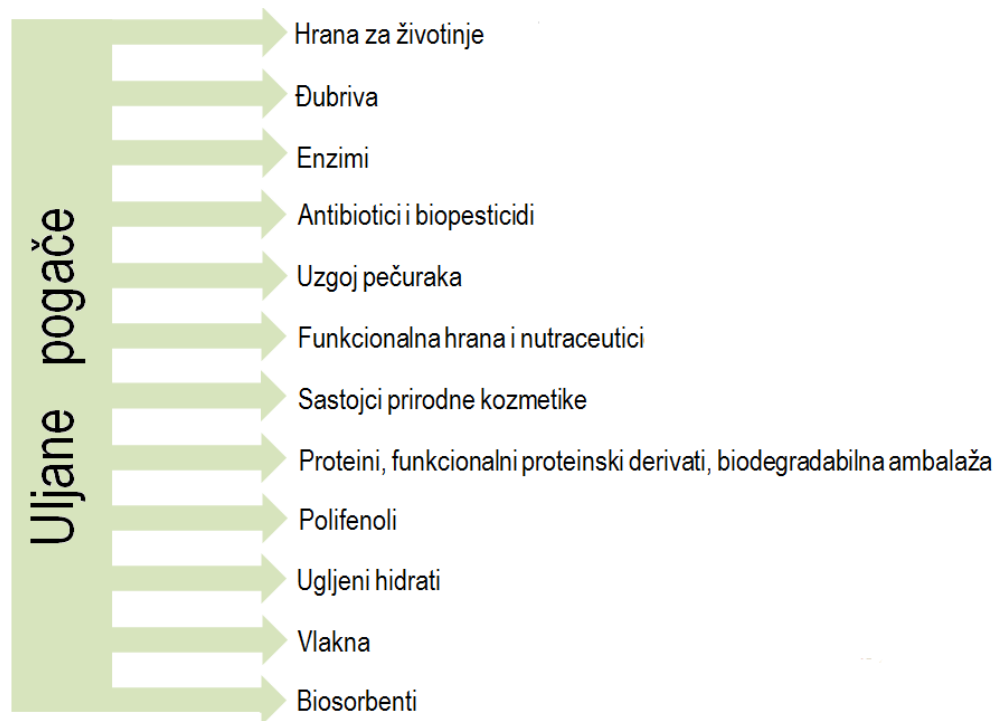 Uljane pogače
Hrana za životinje
Đubriva
Enzimi
Antibiotici i biopesticidi
Uzgoj pečuraka
Funkcionalna hrana i nutraceutici
Sastojci prirodne kozmetike
Proteini, funkcionalni proteinski derivati, biodegradabilna ambalaža
Polifenoli
Ugljeni hidrati
Vlakna
Biosorbenti